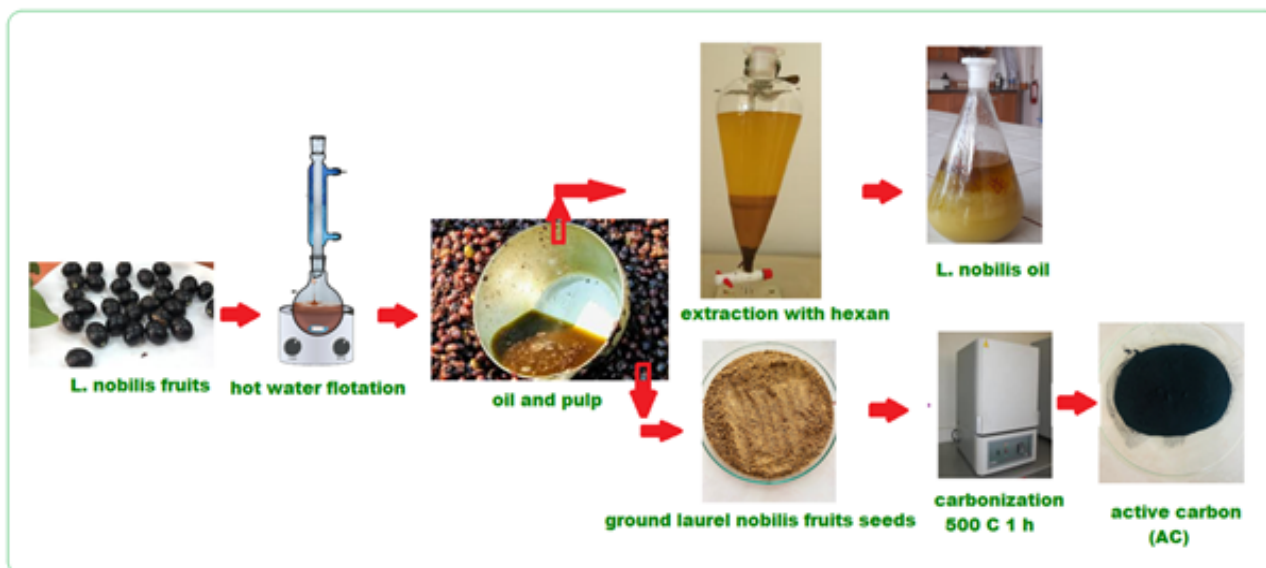 L. nobilis fruits
hot water flotation
oil and pulp
extraction with hexan
L. nobilis oil
ground laurel nobilis fruits seeds
carbonization
500 C 1 h
active carbon
(AC)